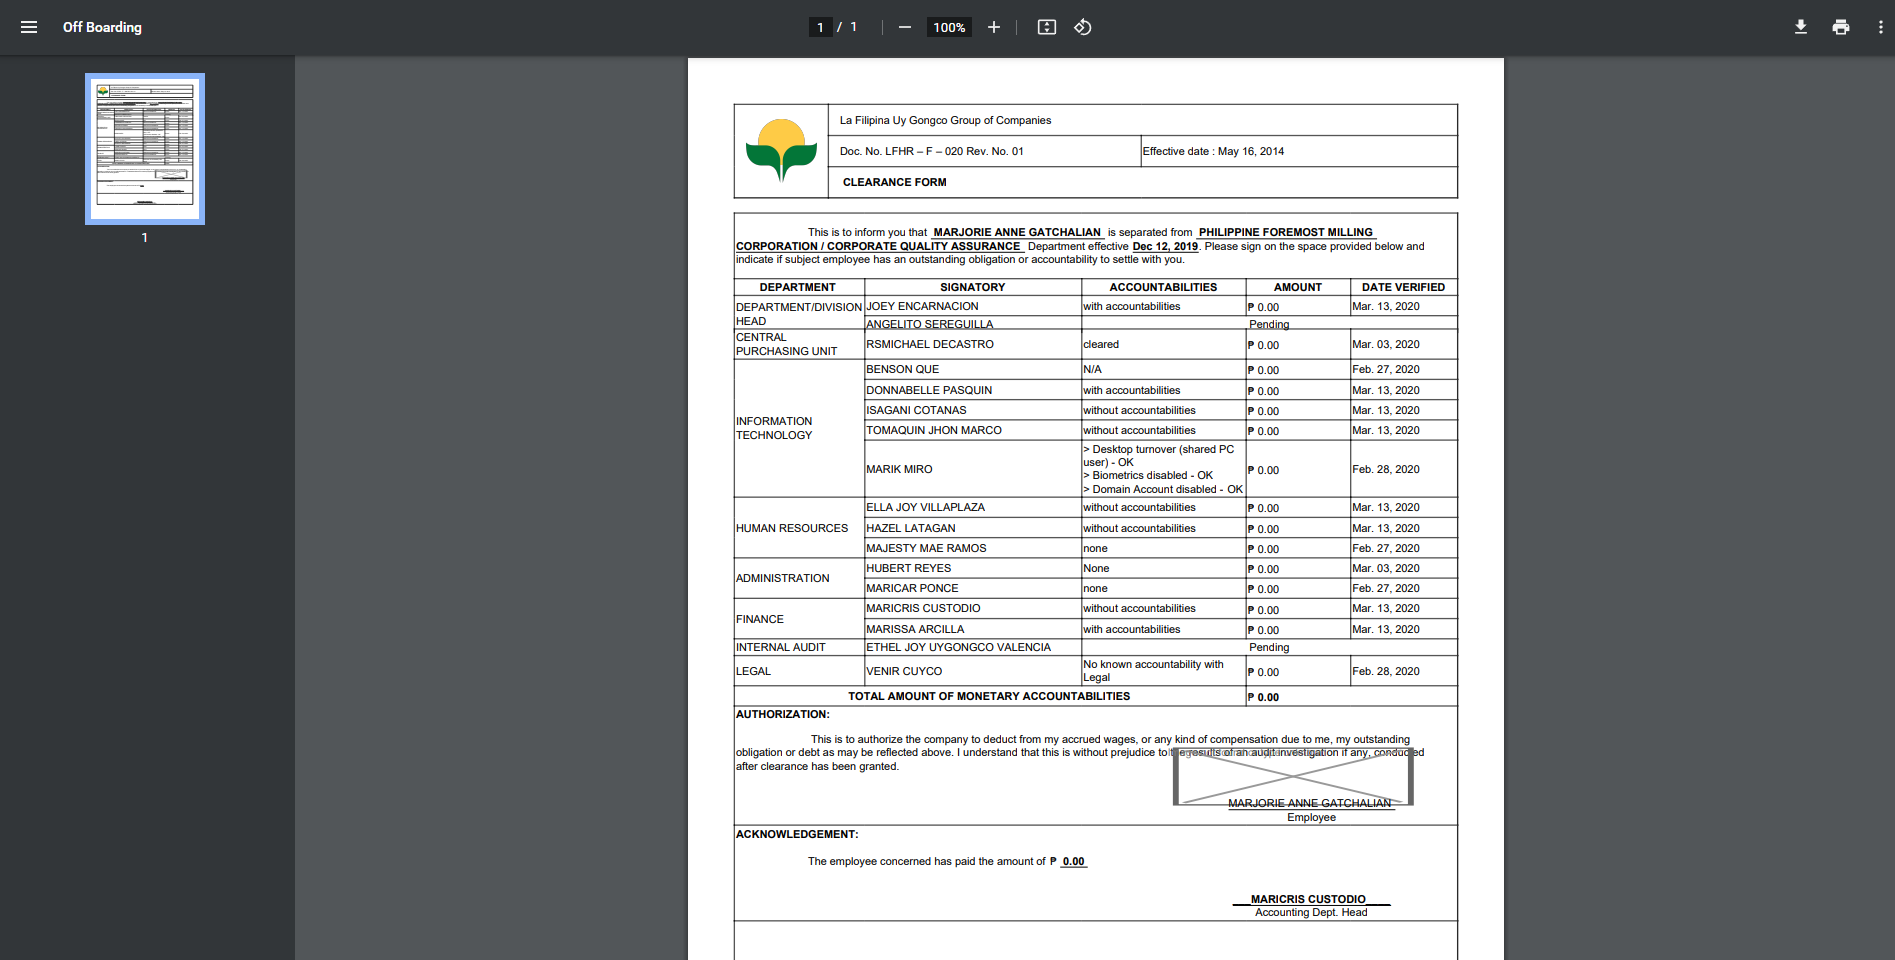 Off Boarding
1 / 1
100%
1
La Filipina Uy Gongco Group of Companies
Doc. No. LFHR – F – 020 Rev. No. 01
Effective date : May 16, 2014
CLEARANCE FORM
This is to inform you that MARJORIE ANNE GATCHALIAN is separated from PHILIPPINE FOREMOST MILLING
CORPORATION / CORPORATE QUALITY ASSURANCE Department effective Dec 12, 2019. Please sign on the space provided below and
indicate if subject employee has an outstanding obligation or accountability to settle with you.
DEPARTMENT SIGNATORY ACCOUNTABILITIES AMOUNT DATE VERIFIED
DEPARTMENT/DIVISION HEAD
JOEY ENCARNACION with accountabilities ₱ 0.00 Mar. 13, 2020
ANGELITO SEREGUILLA Pending
CENTRAL
PURCHASING UNIT
RSMICHAEL DECASTRO cleared ₱ 0.00 Mar. 03, 2020
INFORMATION
TECHNOLOGY
BENSON QUE N/A ₱ 0.00 Feb. 27, 2020
DONNABELLE PASQUIN with accountabilities ₱ 0.00 Mar. 13, 2020
ISAGANI COTANAS without accountabilities ₱ 0.00 Mar. 13, 2020
TOMAQUIN JHON MARCO without accountabilities ₱ 0.00 Mar. 13, 2020
MARIK MIRO
> Desktop turnover (shared PC
user) - OK
> Biometrics disabled - OK
> Domain Account disabled - OK
₱ 0.00 Feb. 28, 2020
HUMAN RESOURCES
ELLA JOY VILLAPLAZA without accountabilities ₱ 0.00 Mar. 13, 2020
HAZEL LATAGAN without accountabilities ₱ 0.00 Mar. 13, 2020
MAJESTY MAE RAMOS none ₱ 0.00 Feb. 27, 2020
ADMINISTRATION
HUBERT REYES None ₱ 0.00 Mar. 03, 2020
MARICAR PONCE none ₱ 0.00 Feb. 27, 2020
FINANCE
MARICRIS CUSTODIO without accountabilities ₱ 0.00 Mar. 13, 2020
MARISSA ARCILLA with accountabilities ₱ 0.00 Mar. 13, 2020
INTERNAL AUDIT ETHEL JOY UYGONGCO VALENCIA Pending
LEGAL VENIR CUYCO
No known accountability with
Legal
₱ 0.00 Feb. 28, 2020
TOTAL AMOUNT OF MONETARY ACCOUNTABILITIES ₱ 0.00
AUTHORIZATION:
This is to authorize the company to deduct from my accrued wages, or any kind of compensation due to me, my outstanding
obligation or debt as may be reflected above. I understand that this is without prejudice to the results of an audit investigation if any, conducted
after clearance has been granted.
MARJORIE ANNE GATCHALIAN
Employee
ACKNOWLEDGEMENT:
The employee concerned has paid the amount of ₱ 0.00
MARICRIS CUSTODIO
Accounting Dept. Head